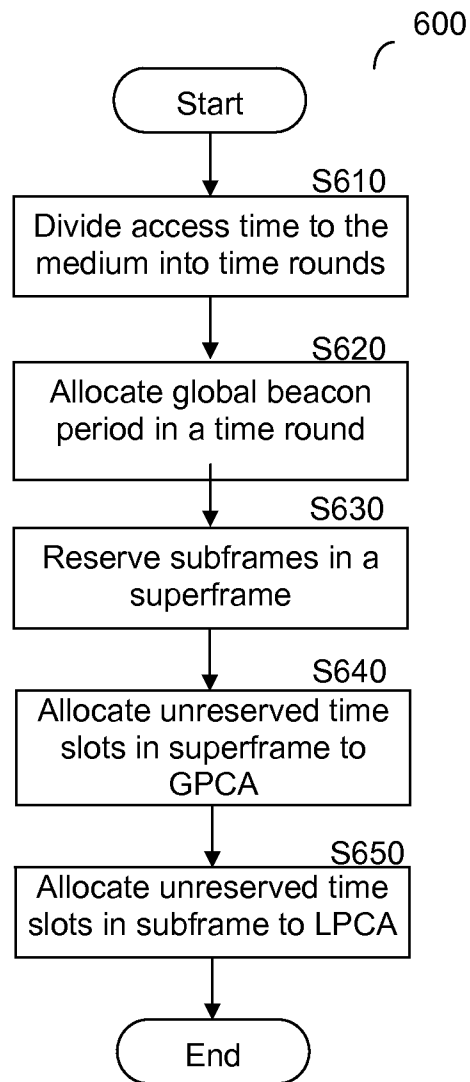 600
Start
S610
Divide access time to the
medium into time rounds
S620
Allocate global beacon
period in a time round
S630
Reserve subframes in a
superframe
S640
Allocate unreserved time
slots in superframe to
GPCA
S650
Allocate unreserved time
slots in subframe to LPCA
End